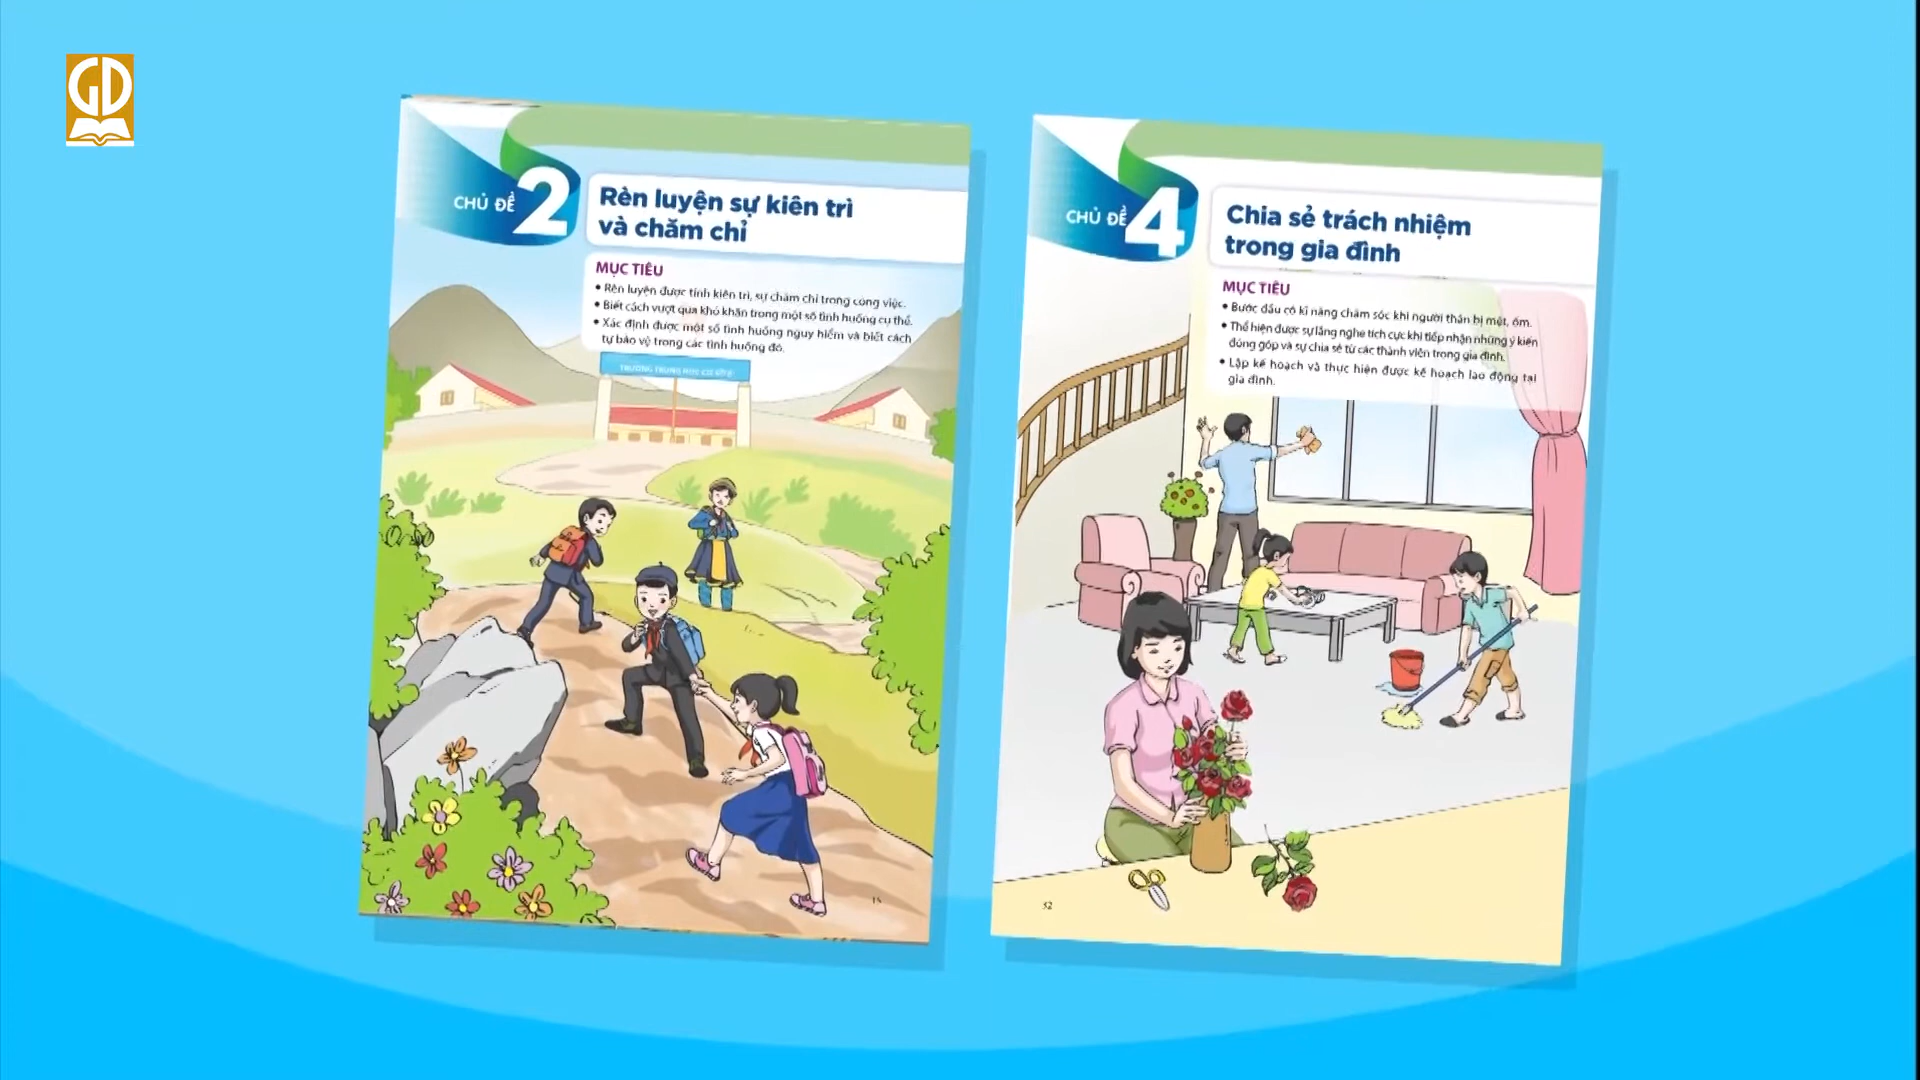 GD
CHỦ ĐỀ 2
Rèn luyện sự kiên trì
và chăm chỉ
MỤC TIÊU
• Rèn luyện được tính kiên trì, sự chăm chỉ trong công việc.
• Biết cách vượt qua khó khăn trong một số tình huống cụ thể.
• Xác định được một số tình huống nguy hiểm và biết cách
tự bảo vệ trong các tình huống đó.
TRƯỜNG TRUNG HỌC CƠ SỞ
15
CHỦ ĐỀ 4
Chia sẻ trách nhiệm
trong gia đình
MỤC TIÊU
• Bước đầu có kĩ năng chăm sóc khi người thân bị mệt, ốm.
• Thể hiện được sự lắng nghe tích cực khi tiếp nhận những ý kiến
đóng góp và sự chia sẻ từ các thành viên trong gia đình.
• Lập kế hoạch và thực hiện được kế hoạch lao động tại
gia đình.
52